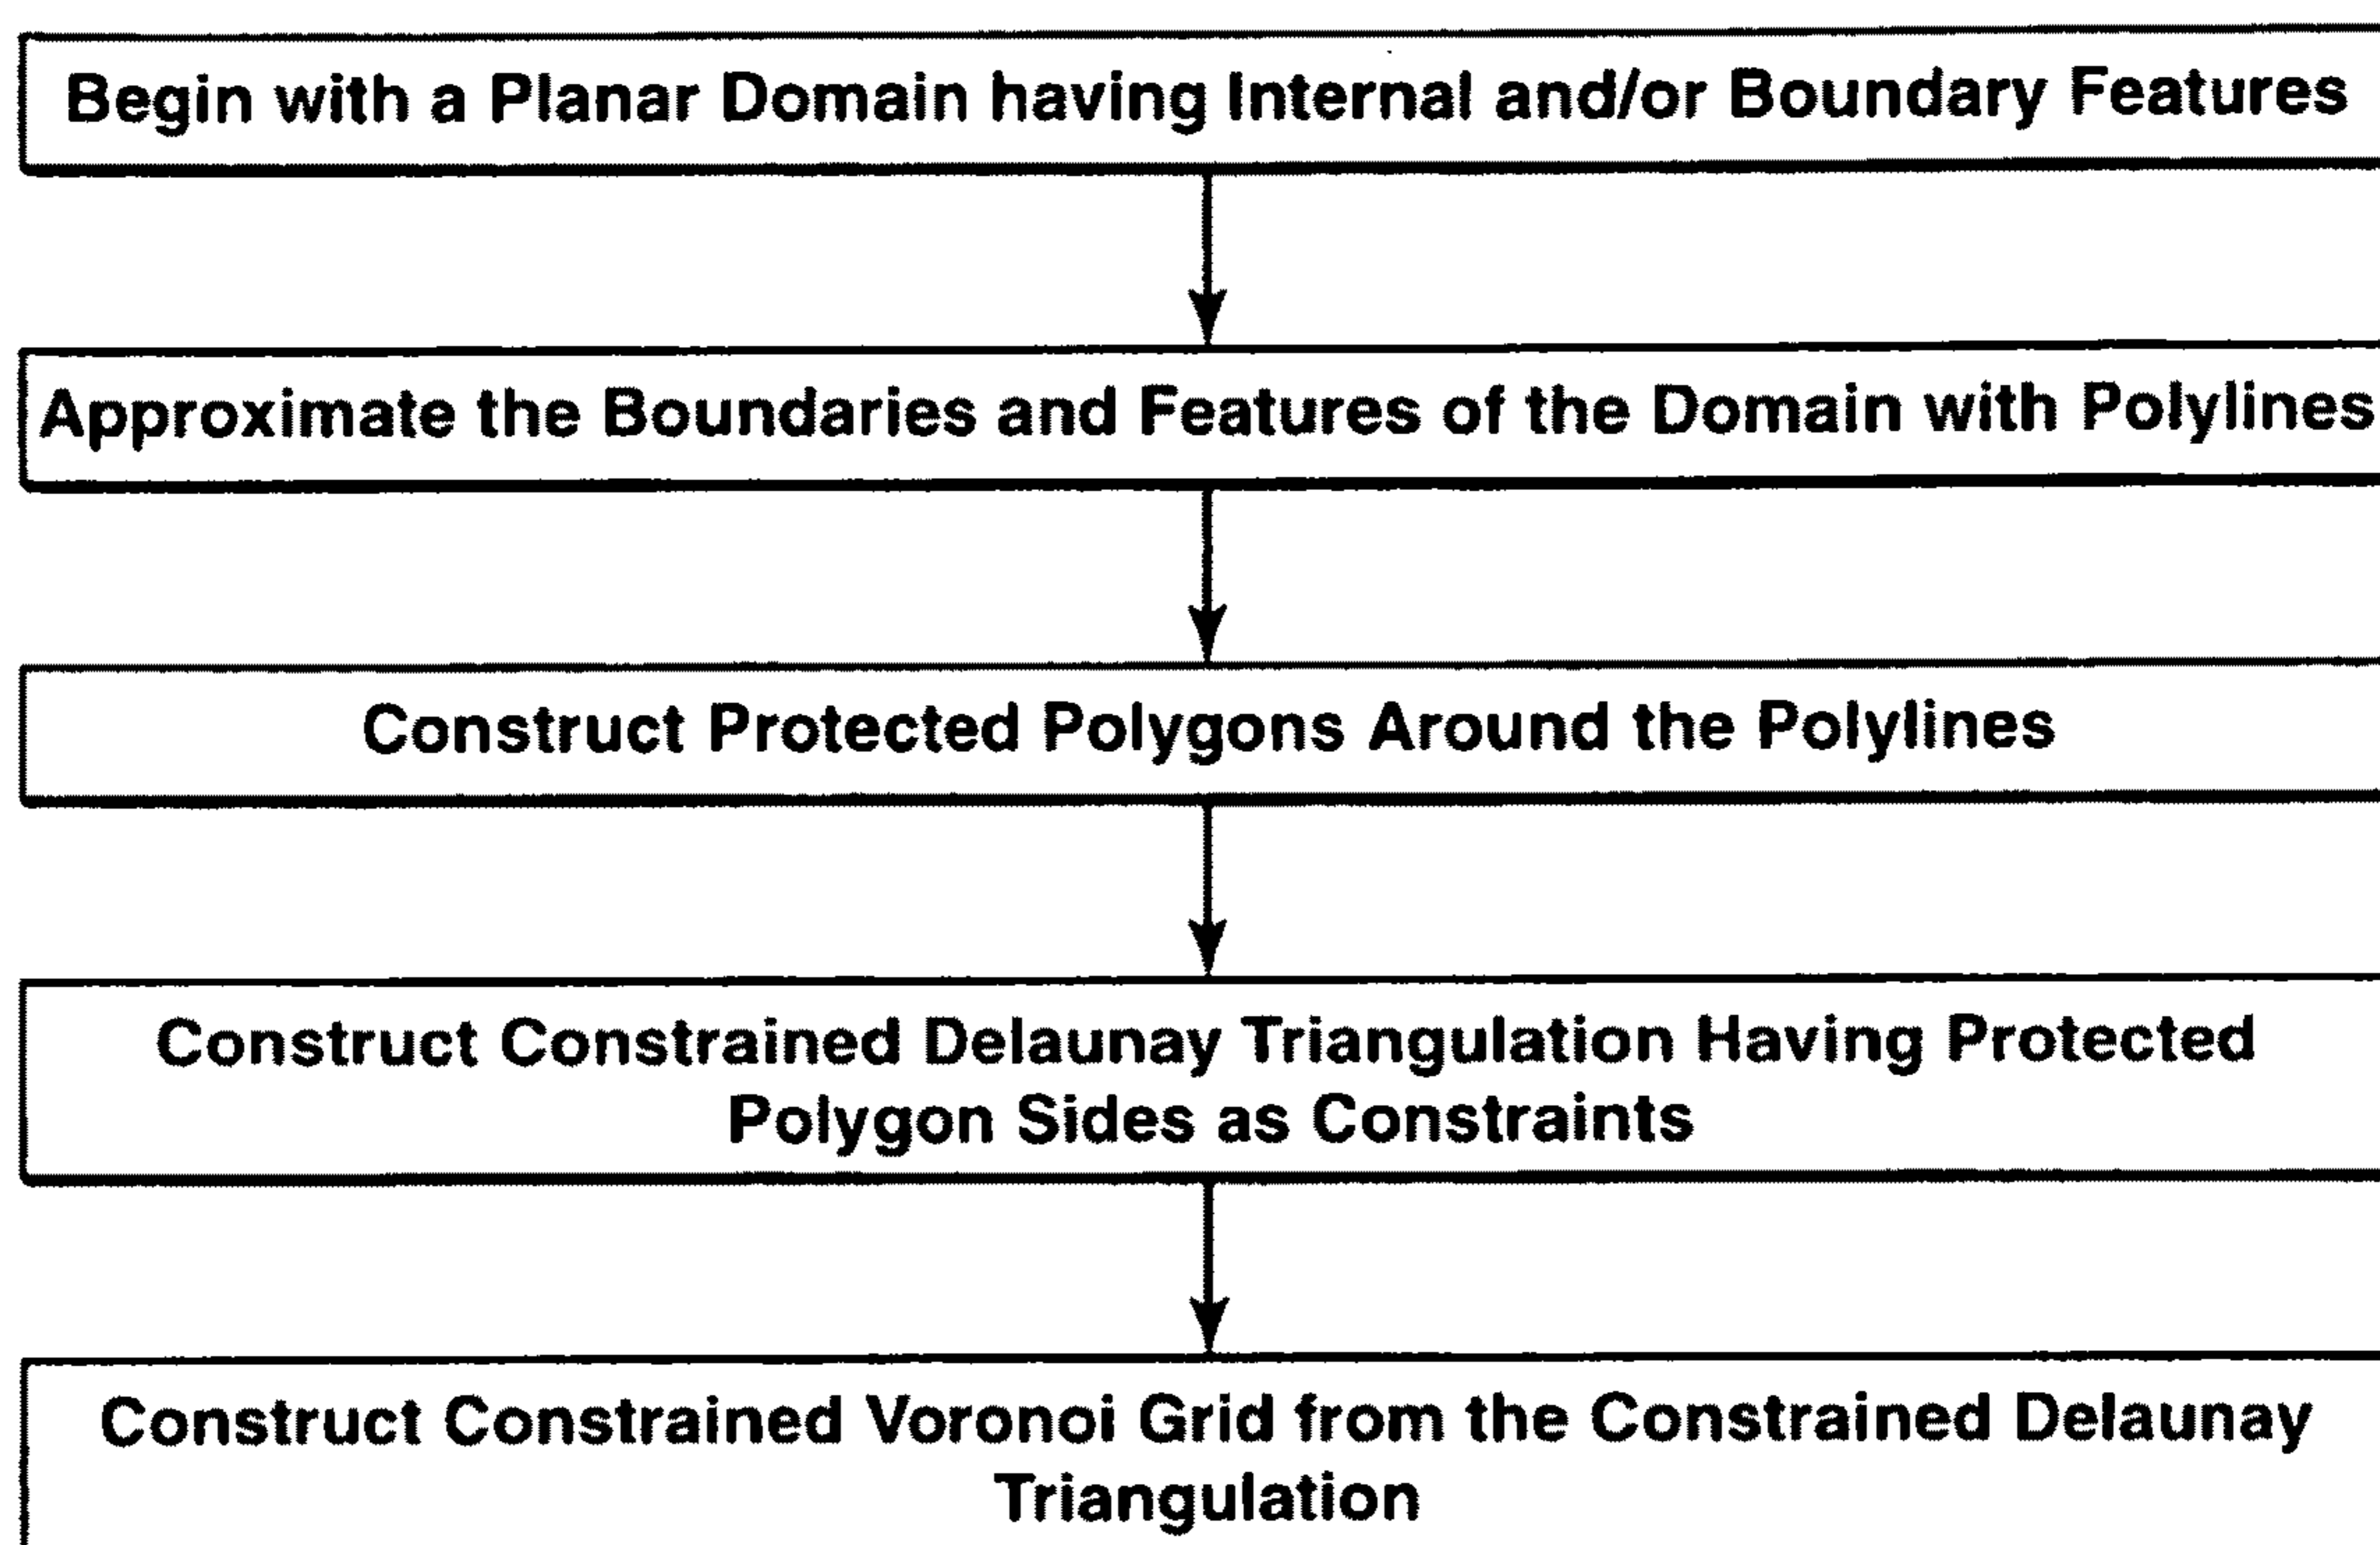 Begin with a Planar Domain having Internal and/or Boundary Features
Approximate the Boundaries and Features of the Domain with Polylines
Construct Protected Polygons Around the Polylines
Construct Constrained Delaunay Triangulation Having Protected
Polygon Sides as Constraints
Construct Constrained Voronoi Grid from the Constrained Delaunay
Triangulation